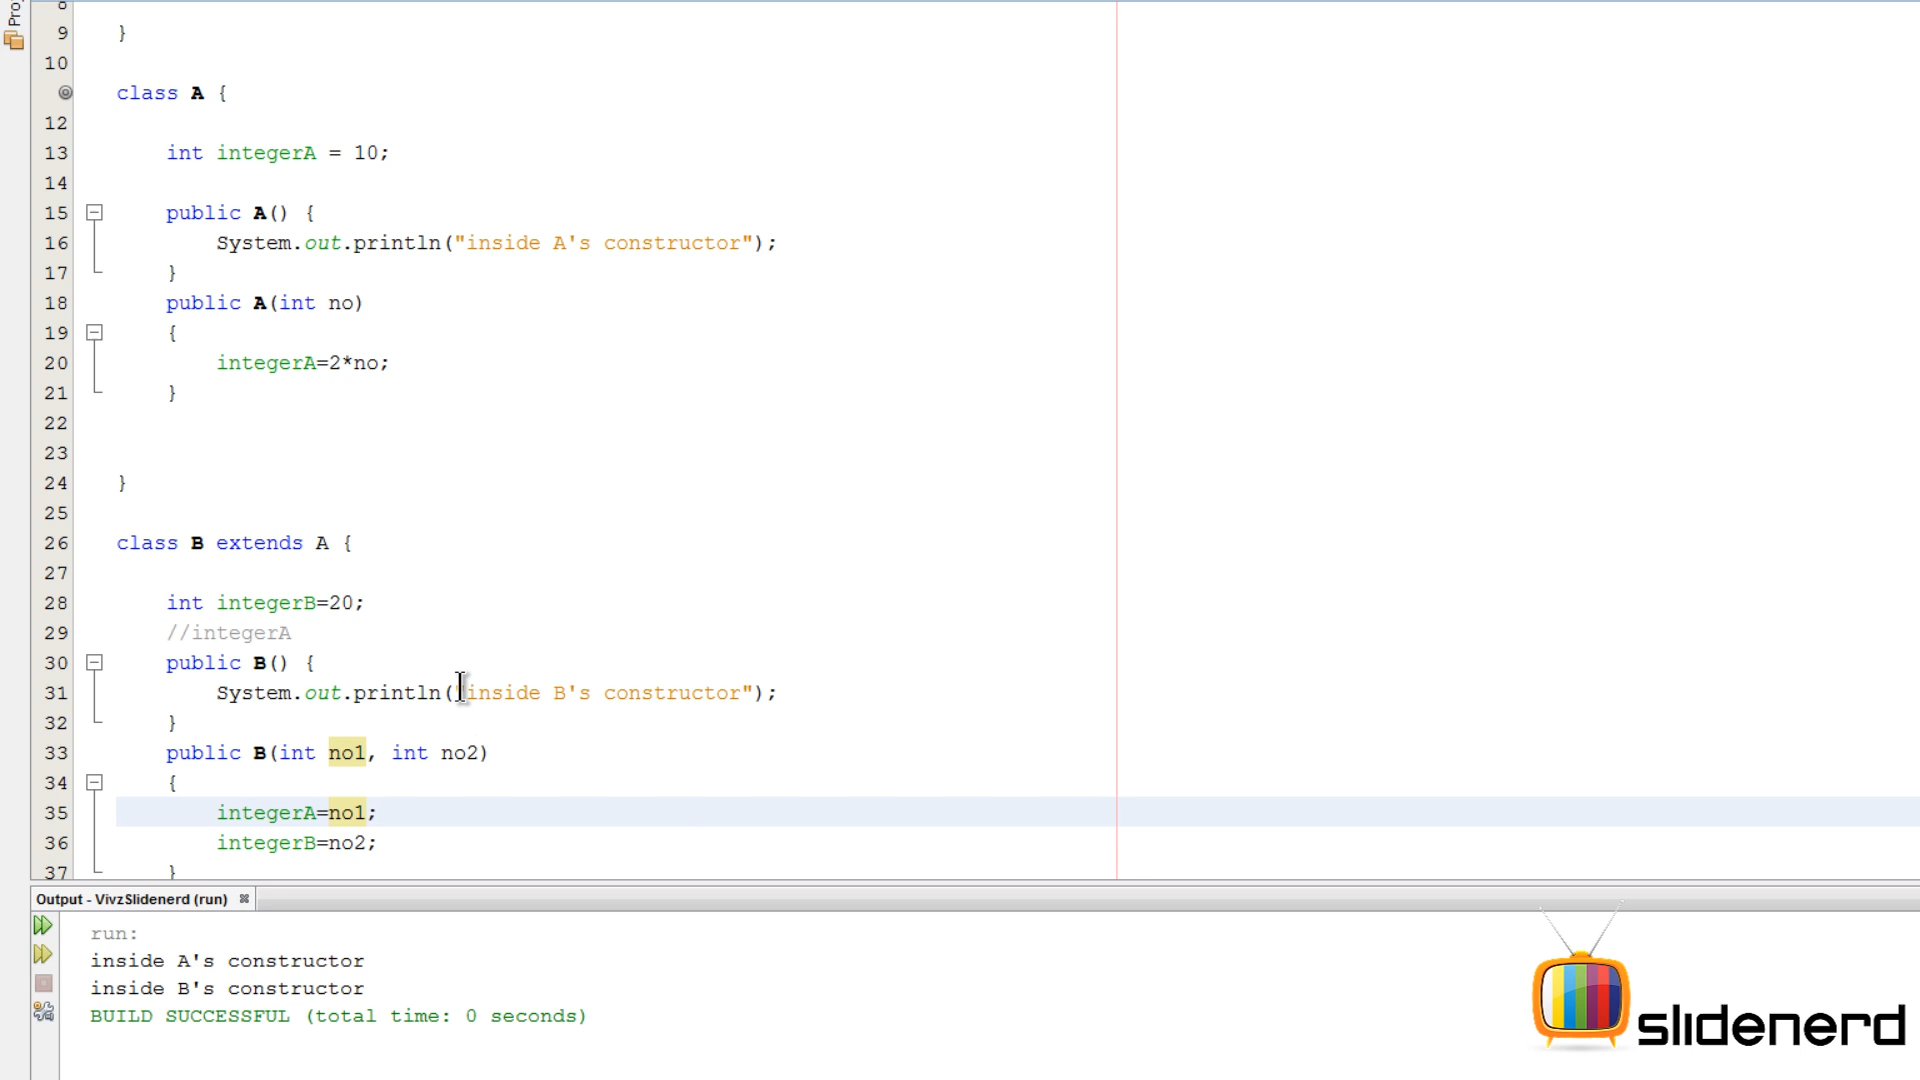 Pro
8
9 }
10
class A {
12
13 int integerA = 10;
14
15 public A() {
16 System.out.println("inside A's constructor");
17 }
18 public A(int no)
19 {
20 integerA=2*no;
21 }
22
23
24 }
25
26 class B extends A {
27
28 int integerB=20;
29 //integerA
30 public B() {
31 System.out.println("inside B's constructor");
32 }
33 public B(int no1, int no2)
34 {
35 integerA=no1;
36 integerB=no2;
37 }
Output - VivzSlidenerd (run)
run:
inside A's constructor
inside B's constructor
BUILD SUCCESSFUL (total time: 0 seconds)
slidenerd